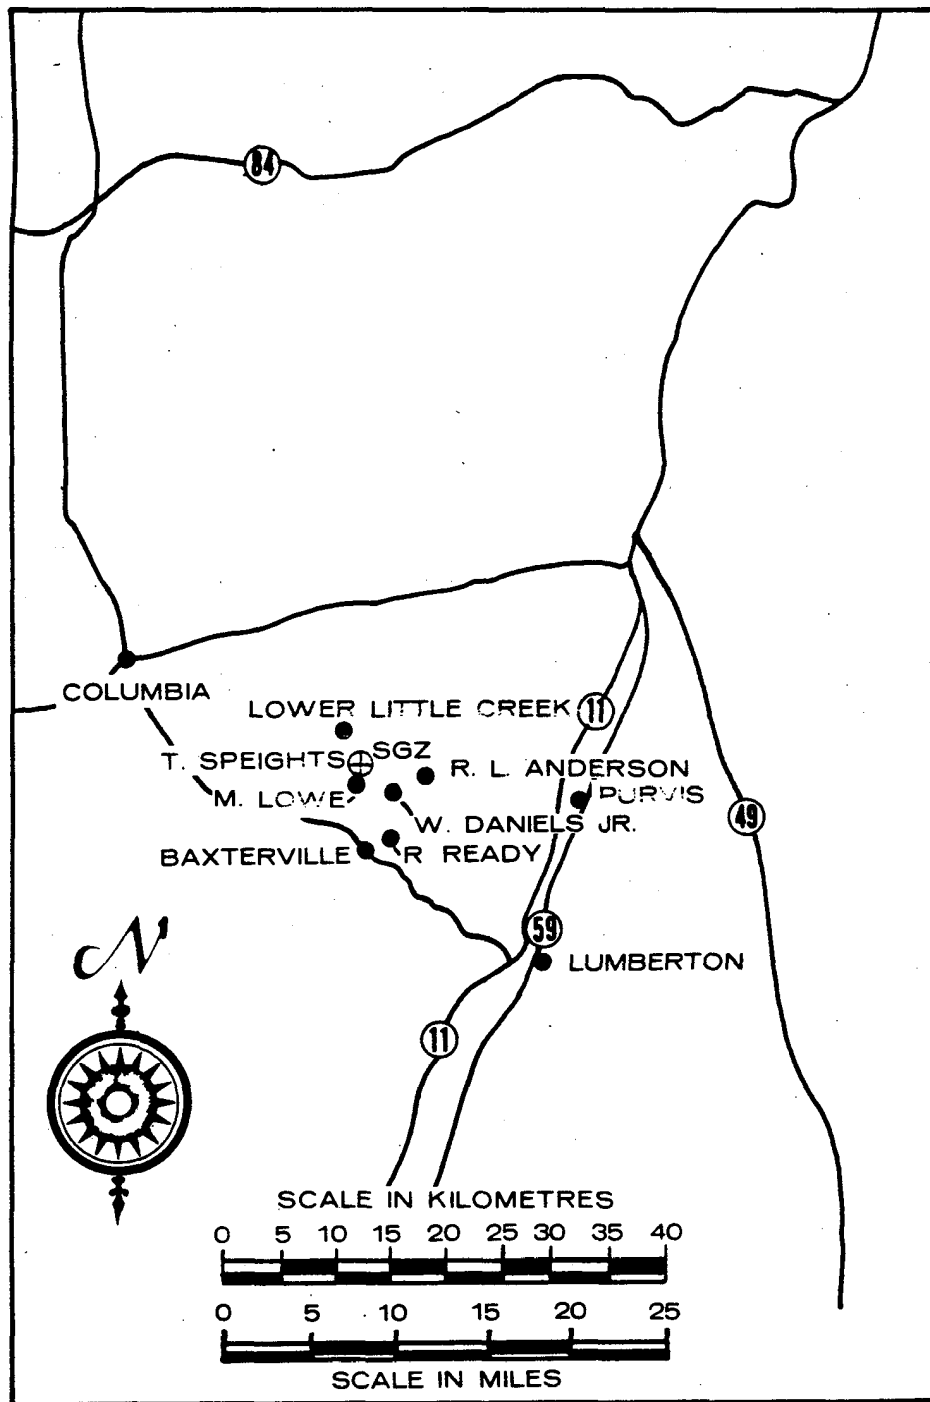 84
COLUMBIA
LOWER LITTLE CREEK 11
T. SPEIGHTS SGZ
R. L. ANDERSON
M. LOWE
PURVIS
W. DANIELS JR.
49
BAXTERVILLE
R READY
N
59
LUMBERTON
11
SCALE IN KILOMETRES
0 5 10 15 20 25 30 35 40
0 5 10 15 20 25
SCALE IN MILES